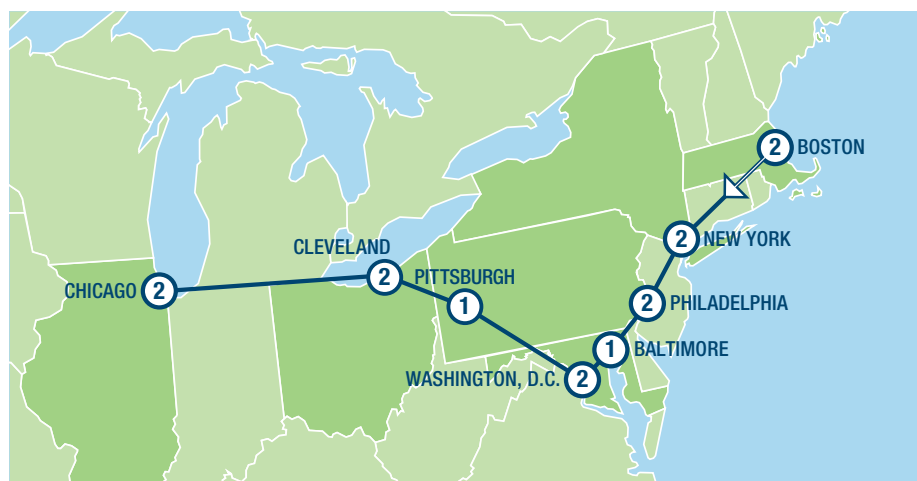 2 BOSTON
2 NEW YORK
CLEVELAND
2
PITTSBURGH
1
CHICAGO 2
2 PHILADELPHIA
1 BALTIMORE
WASHINGTON, D.C. 2